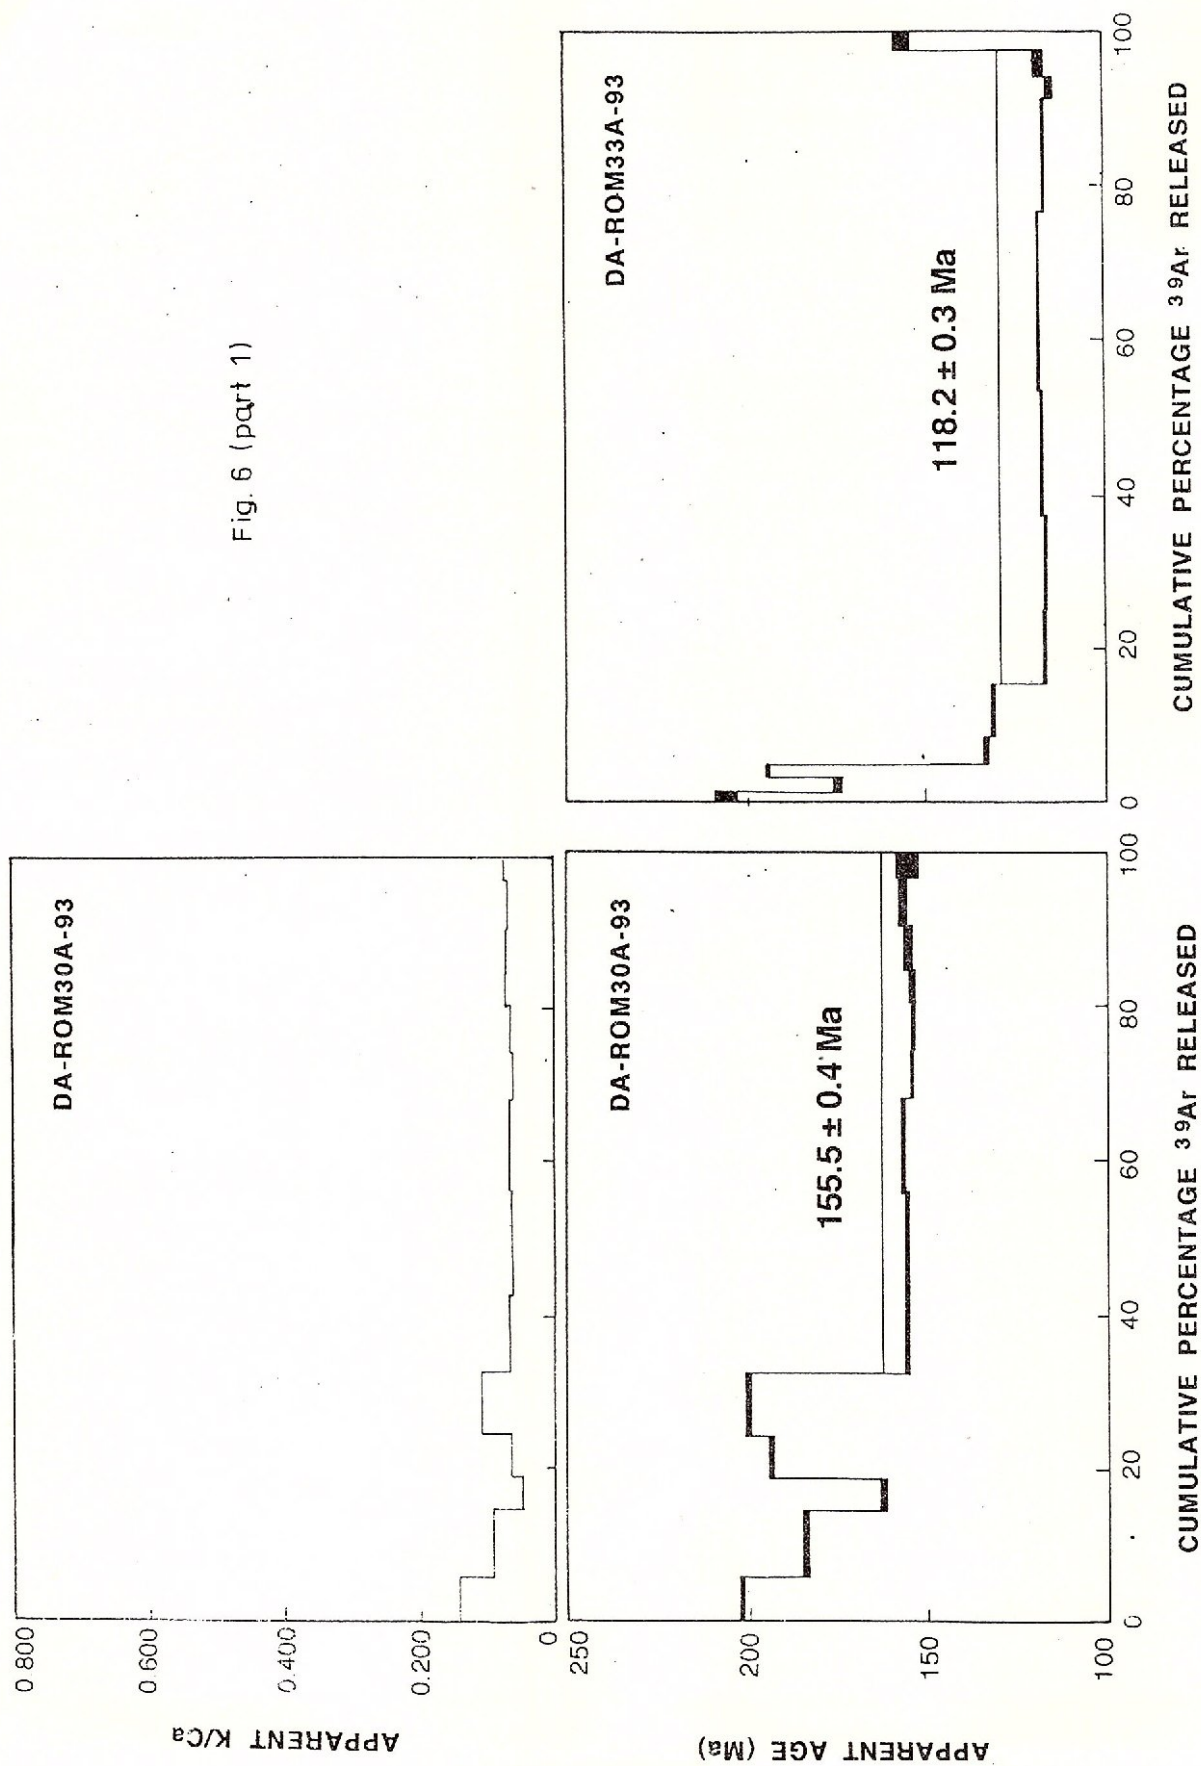 Fig. 6 (part 1)
DA-ROM30A-93
0.800
0.600
0.400
0.200
0
APPARENT K/Ca
DA-ROM30A-93
155.5 ± 0.4 Ma
250
200
150
100
APPARENT AGE (Ma)
0
20
40
60
80
100
CUMULATIVE PERCENTAGE ³⁹Ar RELEASED
DA-ROM33A-93
118.2 ± 0.3 Ma
0
20
40
60
80
100
CUMULATIVE PERCENTAGE ³⁹Ar RELEASED